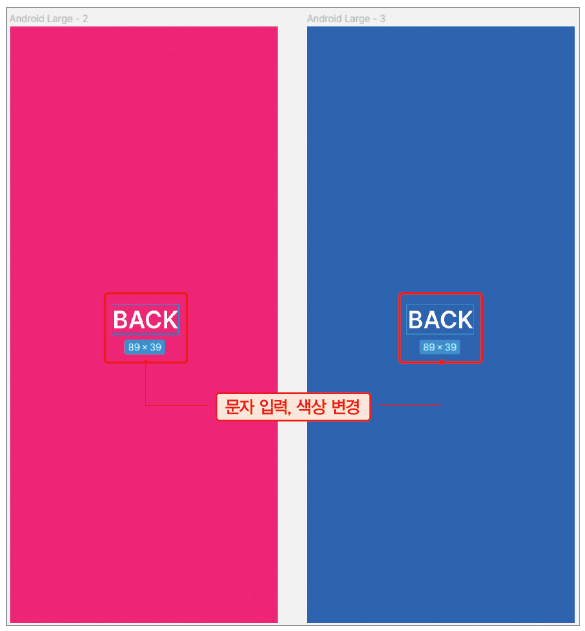 Android Large - 2
Android Large - 3
BACK
89 × 39
BACK
89 × 39
문자 입력, 색상 변경